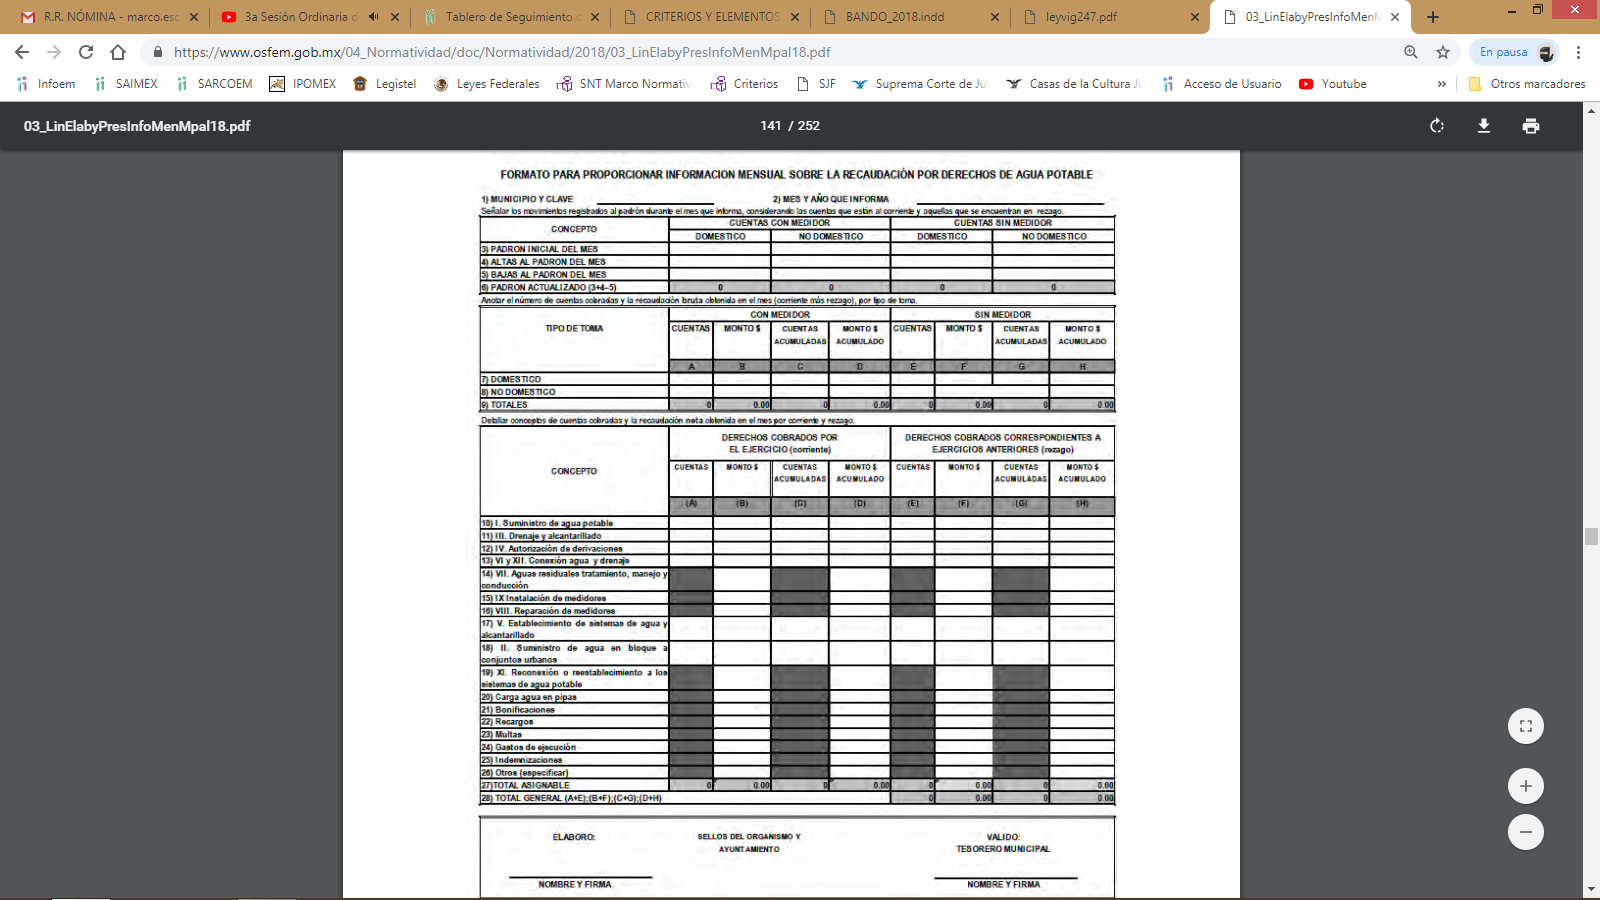 R.R. NÓMINA - marco.esc
3a Sesión Ordinaria d
Tablero de Seguimiento d
CRITERIOS Y ELEMENTOS
BANDO_2018.indd
leyvig247.pdf
03_LinElabyPresInfoMenM
https://www.osfem.gob.mx/04_Normatividad/doc/Normatividad/2018/03_LinElabyPresInfoMenMpal18.pdf
En pausa
Infoem SAIMEX SARCOEM IPOMEX Legistel Leyes Federales SNT Marco Normativ Criterios SJF Suprema Corte de Jus Casas de la Cultura Ju Acceso de Usuario Youtube » Otros marcadores
03_LinElabyPresInfoMenMpal18.pdf 141 / 252
FORMATO PARA PROPORCIONAR INFORMACION MENSUAL SOBRE LA RECAUDACIÓN POR DERECHOS DE AGUA POTABLE
1) MUNICIPIO Y CLAVE 2) MES Y AÑO QUE INFORMA
Señalar los movimientos registrados al padrón durante el mes que informa, considerando las cuentas que están al corriente y aquellas que se encuentran en rezago.
CONCEPTO CUENTAS CON MEDIDOR CUENTAS SIN MEDIDOR
DOMESTICO NO DOMESTICO DOMESTICO NO DOMESTICO
3) PADRON INICIAL DEL MES
4) ALTAS AL PADRON DEL MES
5) BAJAS AL PADRON DEL MES
6) PADRON ACTUALIZADO (3+4–5) 0 0 0 0
Anotar el número de cuentas cobradas y la recaudación bruta obtenida en el mes (corriente más rezago), por tipo de toma.
TIPO DE TOMA CON MEDIDOR SIN MEDIDOR
CUENTAS MONTO $ CUENTAS ACUMULADAS MONTO $ ACUMULADO CUENTAS MONTO $ CUENTAS ACUMULADAS MONTO $ ACUMULADO
A B C D E F G H
7) DOMESTICO
8) NO DOMESTICO
9) TOTALES 0 0.00 0 0.00 0 0.00 0 0.00
Detallar conceptos de cuentas cobradas y la recaudación neta obtenida en el mes por corriente y rezago.
CONCEPTO
DERECHOS COBRADOS POR
EL EJERCICIO (corriente)
DERECHOS COBRADOS CORRESPONDIENTES A
EJERCICIOS ANTERIORES (rezago)
CUENTAS MONTO $ CUENTAS ACUMULADAS MONTO $ ACUMULADO CUENTAS MONTO $ CUENTAS ACUMULADAS MONTO $ ACUMULADO
(A) (B) (C) (D) (E) (F) (G) (H)
10) I. Suministro de agua potable
11) III. Drenaje y alcantarillado
12) IV. Autorización de derivaciones
13) VI y XII. Conexión agua y drenaje
14) VII. Aguas residuales tratamiento, manejo y
conducción
15) IX Instalación de medidores
16) VIII. Reparación de medidores
17) V. Establecimiento de sistemas de agua y
alcantarillado
18) II. Suministro de agua en bloque a
conjuntos urbanos
19) XI. Reconexión o reestablecimiento a los
sistemas de agua potable
20) Carga agua en pipas
21) Bonificaciones
22) Recargos
23) Multas
24) Gastos de ejecución
25) Indemnizaciones
26) Otros (especificar)
27)TOTAL ASIGNABLE 0 0.00 0 0.00 0 0.00 0 0.00
28) TOTAL GENERAL (A+E);(B+F);(C+G);(D+H) 0 0.00 0 0.00
ELABORO:
SELLOS DEL ORGANISMO Y
AYUNTAMIENTO
VALIDO:
TESORERO MUNICIPAL
NOMBRE Y FIRMA NOMBRE Y FIRMA